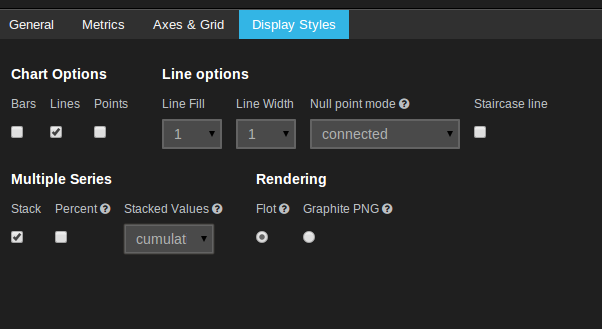 General Metrics Axes & Grid Display Styles
Chart Options Line options
Bars Lines Points Line Fill Line Width Null point mode Staircase line
1 1 connected
Multiple Series Rendering
Stack Percent Stacked Values Flot Graphite PNG
cumulat